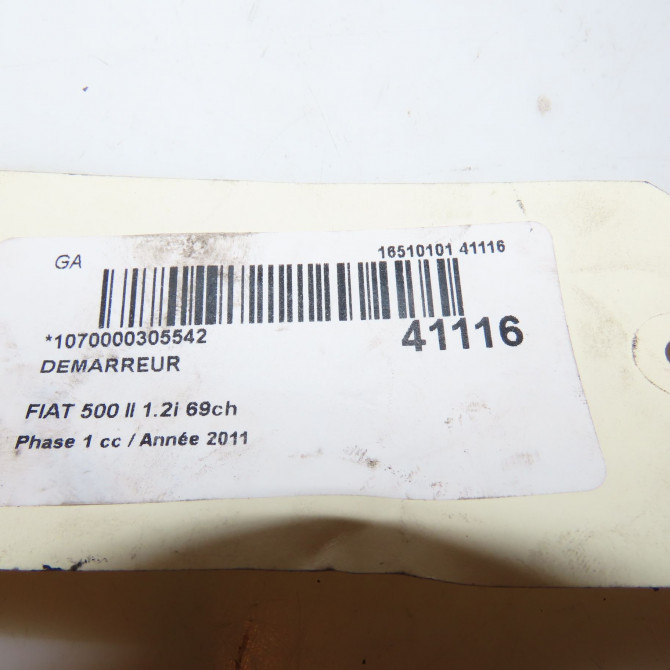 GA
16510101 41116
*1070000305542
41116
DEMARREUR
FIAT 500 II 1.2i 69ch
Phase 1 cc / Année 2011